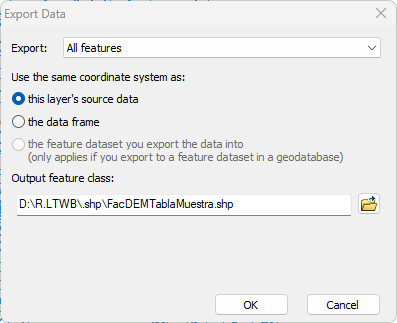 Export Data
Export: All features
Use the same coordinate system as:
this layer's source data
the data frame
the feature dataset you export the data into
(only applies if you export to a feature dataset in a geodatabase)
Output feature class:
D:\R.LTWB\.shp\FacDEMTablaMuestra.shp
OK Cancel